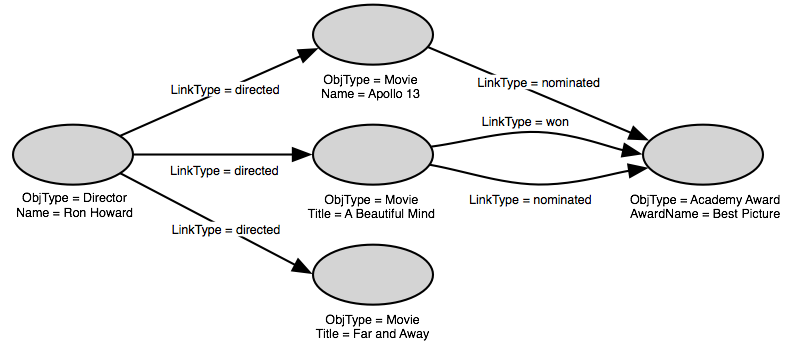 ObjType = Movie
Name = Apollo 13
LinkType = directed
LinkType = nominated
LinkType = won
LinkType = directed
ObjType = Director
Name = Ron Howard
ObjType = Movie
Title = A Beautiful Mind
LinkType = nominated
ObjType = Academy Award
AwardName = Best Picture
LinkType = directed
ObjType = Movie
Title = Far and Away